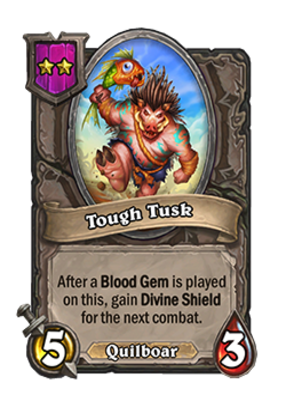 Tough Tusk
After a Blood Gem is played
on this, gain Divine Shield
for the next combat.
5
Quilboar
3